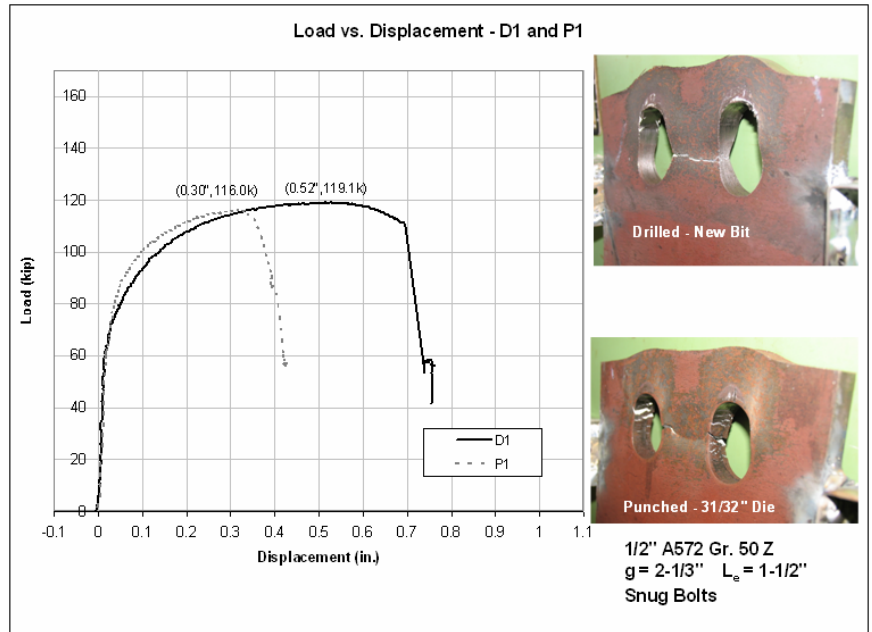 Load vs. Displacement - D1 and P1
160
140
120
100
80
60
40
20
0
-0.1 0 0.1 0.2 0.3 0.4 0.5 0.6 0.7 0.8 0.9 1 1.1
Load (kip)
Displacement (in.)
(0.30", 116.0k)
(0.52", 119.1k)
D1
P1
Drilled - New Bit
Punched - 31/32" Die
1/2" A572 Gr. 50 Z
g = 2-1/3" Le = 1-1/2"
Snug Bolts